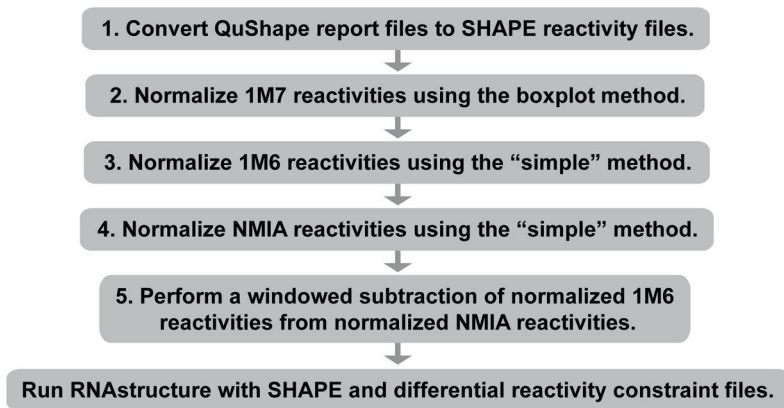 1. Convert QuShape report files to SHAPE reactivity files.
2. Normalize 1M7 reactivities using the boxplot method.
3. Normalize 1M6 reactivities using the “simple” method.
4. Normalize NMIA reactivities using the “simple” method.
5. Perform a windowed subtraction of normalized 1M6
reactivities from normalized NMIA reactivities.
Run RNAstructure with SHAPE and differential reactivity constraint files.